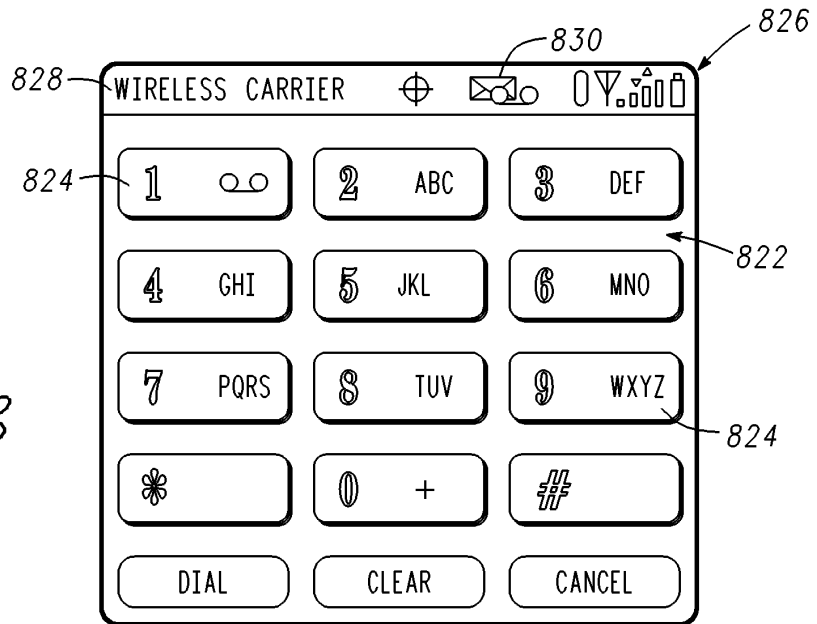 830
826
828 WIRELESS CARRIER
824 1 2 ABC 3 DEF
822
4 GHI 5 JKL 6 MNO
7 PQRS 8 TUV 9 WXYZ
824
* 0 + #
DIAL CLEAR CANCEL